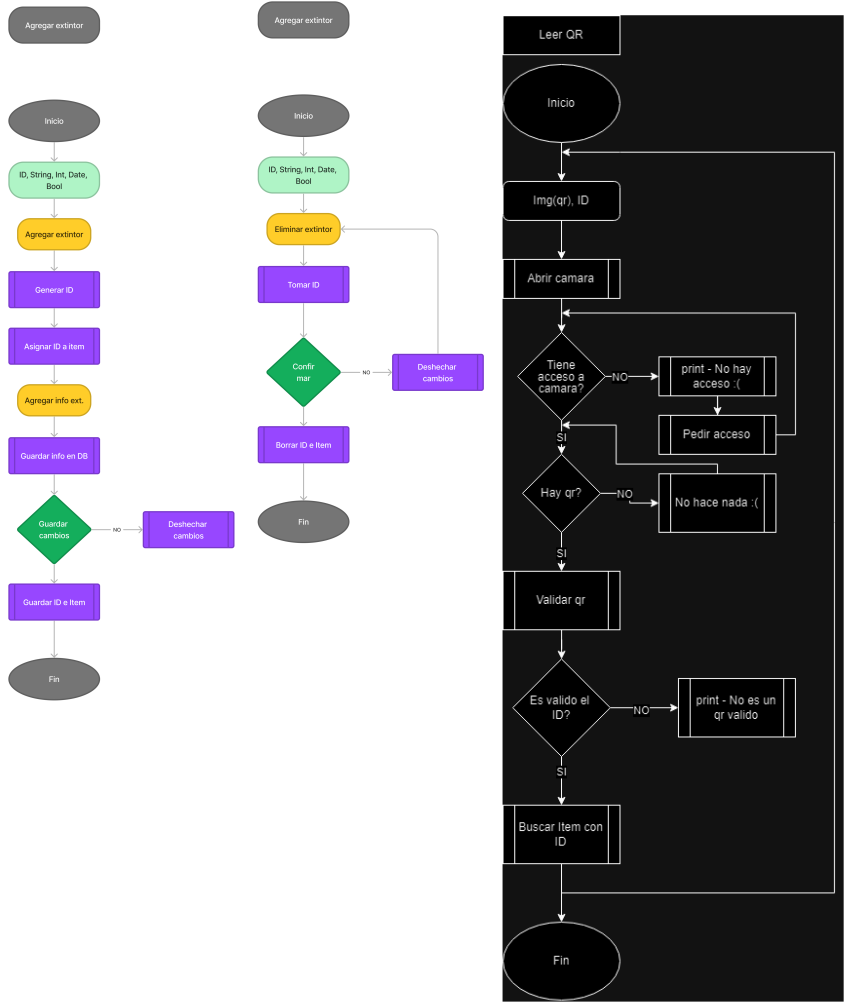 Agregar extintor
Inicio
ID, String, Int, Date,
Bool
Agregar extintor
Generar ID
Asignar ID a item
Agregar info ext.
Guardar info en DB
Guardar
cambios
NO
Deshechar
cambios
Guardar ID e Item
Fin
Agregar extintor
Inicio
ID, String, Int, Date,
Bool
Eliminar extintor
Tomar ID
Confir
mar
NO
Deshechar
cambios
Borrar ID e Item
Fin
Leer QR
Inicio
Img(qr), ID
Abrir camara
Tiene
acceso a
camara?
NO
print - No hay
acceso :(
Pedir acceso
SI
Hay qr?
NO
No hace nada :(
SI
Validar qr
Es valido el
ID?
NO
print - No es un
qr valido
SI
Buscar Item con
ID
Fin